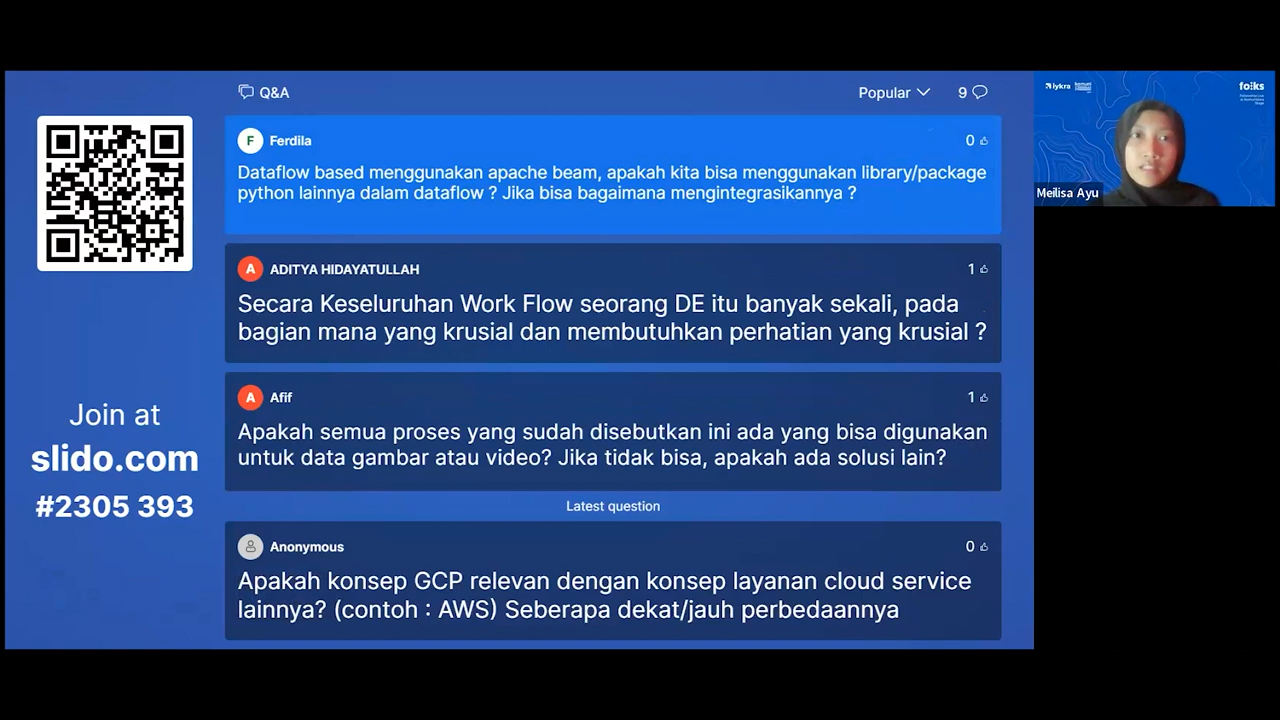 Q&A
Popular
9
Join at
slido.com
#2305 393
F
Ferdila
0
Dataflow based menggunakan apache beam, apakah kita bisa menggunakan library/package
python lainnya dalam dataflow ? Jika bisa bagaimana mengintegrasikannya ?
A
ADITYA HIDAYATULLAH
1
Secara Keseluruhan Work Flow seorang DE itu banyak sekali, pada
bagian mana yang krusial dan membutuhkan perhatian yang krusial ?
A
Afif
1
Apakah semua proses yang sudah disebutkan ini ada yang bisa digunakan
untuk data gambar atau video? Jika tidak bisa, apakah ada solusi lain?
Latest question
Anonymous
0
Apakah konsep GCP relevan dengan konsep layanan cloud service
lainnya? (contoh : AWS) Seberapa dekat/jauh perbedaannya
lykra
Meilisa Ayu